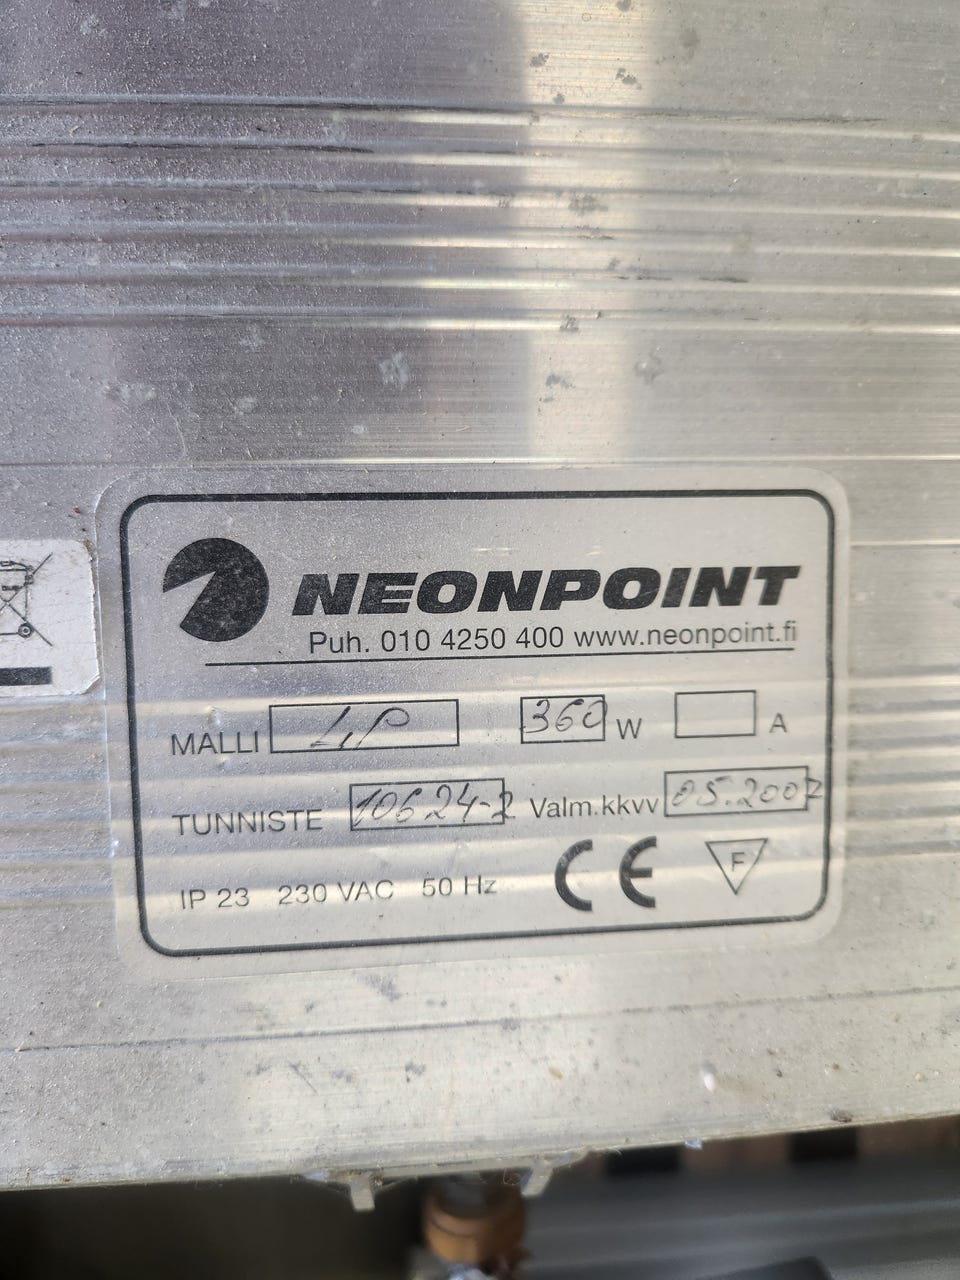 NEONPOINT
Puh. 010 4250 400 www.neonpoint.fi
MALLI LP 360 W A
TUNNISTE 10624-2 Valm.kkvv 05.2007
IP 23 230 VAC 50 Hz CE F